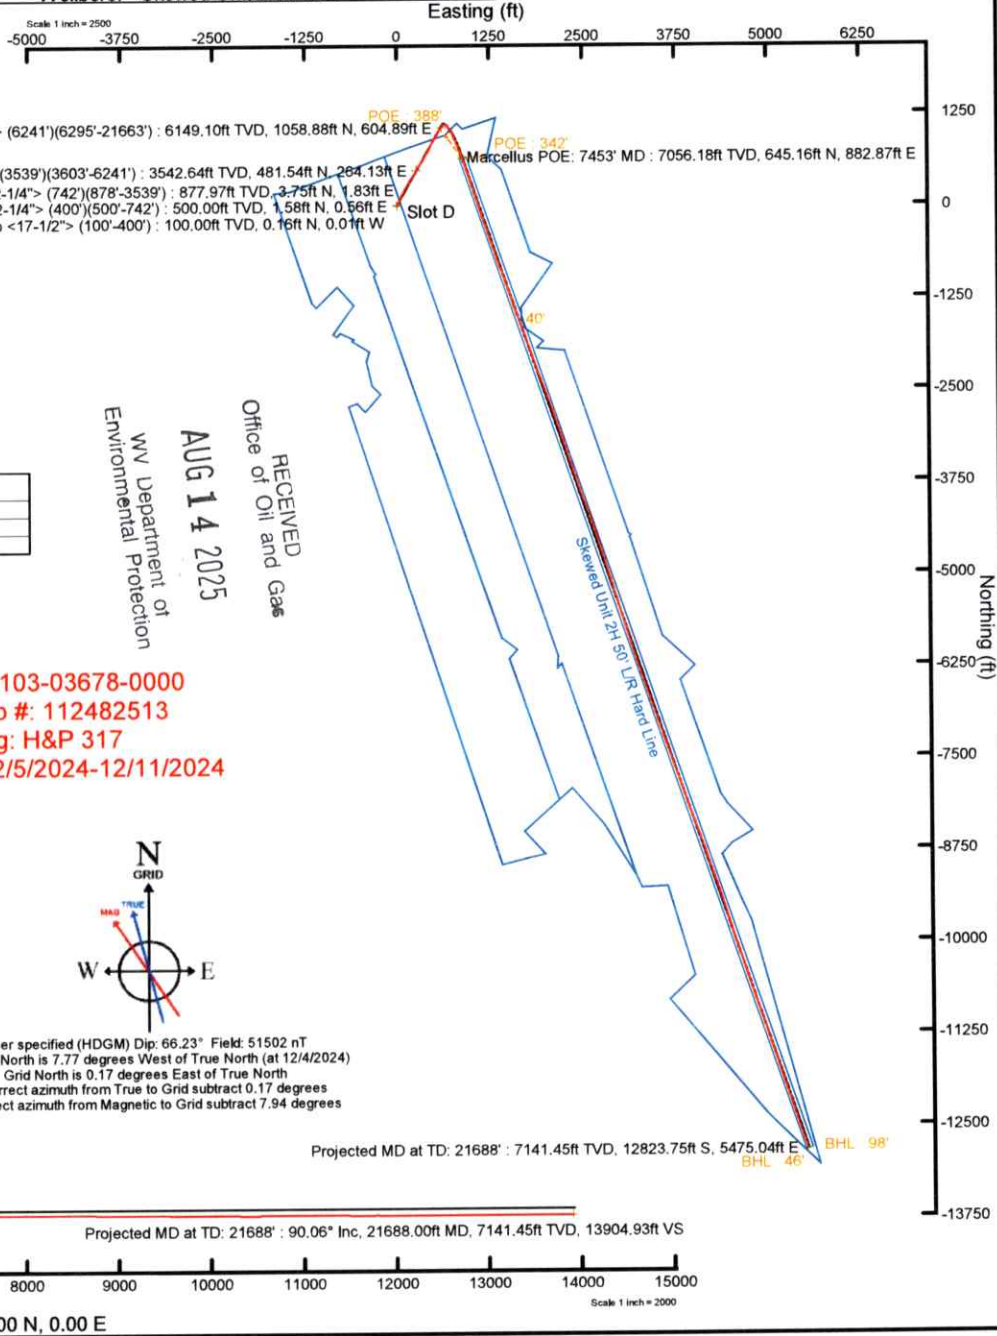 Easting (ft)
Scale 1 inch = 2500
-5000 -3750 -2500 -1250 0 1250 2500 3750 5000 6250
POE : 388'
(6241')(6295'-21663') : 6149.10ft TVD, 1058.88ft N, 604.89ft E
POE : 342'
Marcellus POE: 7453' MD : 7056.18ft TVD, 645.16 N, 882.87ft E
(3539')(3603'-6241') : 3542.64ft TVD, 481.54ft N, 264.13ft E
-1/4"> (742')(878'-3539') : 877.97ft TVD, 3.75ft N, 1.83ft E
-1/4"> (400')(500'-742') : 500.00ft TVD, 1.58ft N, 0.56ft E
<17-1/2"> (100'-400') : 100.00ft TVD, 0.16ft N, 0.01ft W
Slot D
40'
1250
0
-1250
-2500
-3750
-5000
-6250
-7500
-8750
-10000
-11250
-12500
-13750
Northing (ft)
RECEIVED
Office of Oil and Gas
AUG 14 2025
WV Department of
Environmental Protection
Skewed Unit 2H 50' L/R Hard Line
103-03678-0000
#: 112482513
: H&P 317
2/5/2024-12/11/2024
N
GRID
MAG TRUE
W E
er specified (HDGM) Dip: 66.23° Field: 51502 nT
North is 7.77 degrees West of True North (at 12/4/2024)
Grid North is 0.17 degrees East of True North
rrect azimuth from True to Grid subtract 0.17 degrees
ect azimuth from Magnetic to Grid subtract 7.94 degrees
Projected MD at TD: 21688' : 7141.45ft TVD, 12823.75ft S, 5475.04ft E
BHL 98'
BHL 46'
Projected MD at TD: 21688' : 90.06° Inc, 21688.00ft MD, 7141.45ft TVD, 13904.93ft VS
8000 9000 10000 11000 12000 13000 14000 15000
Scale 1 inch = 2000
00 N, 0.00 E